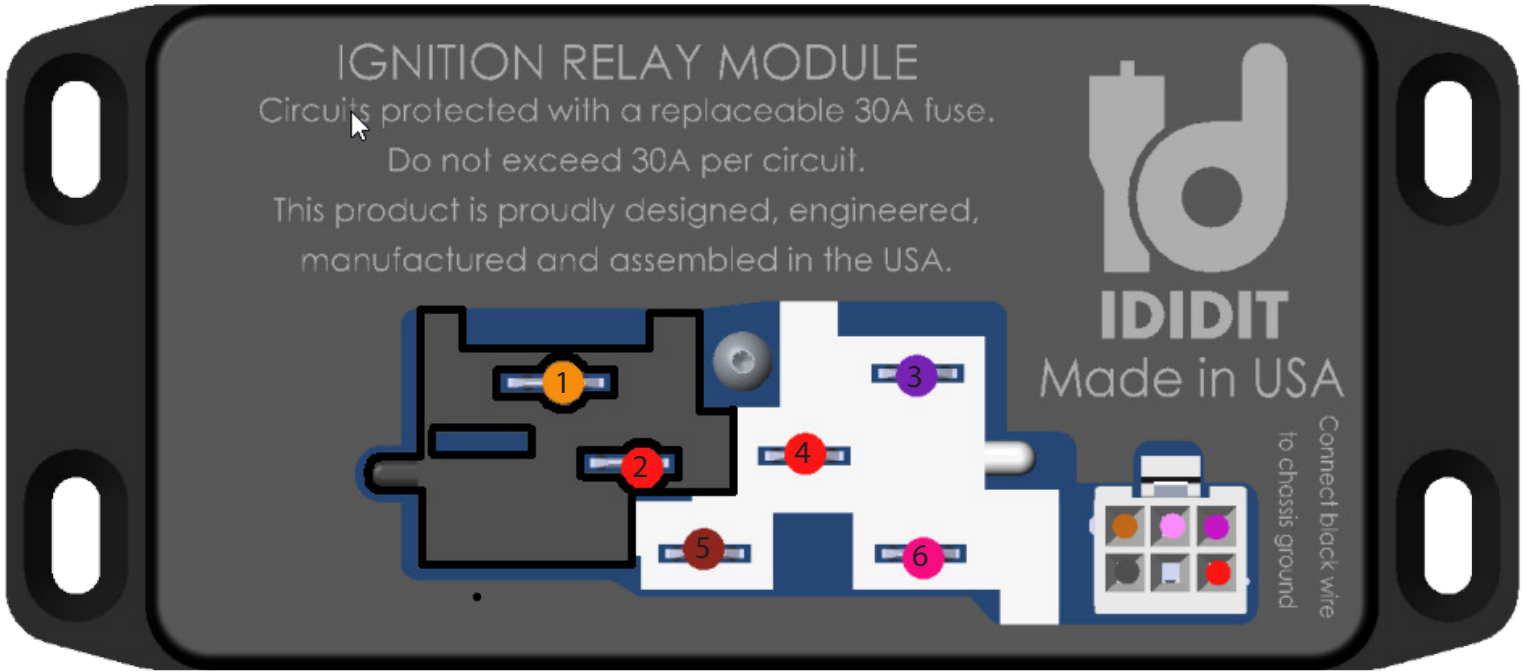 IGNITION RELAY MODULE
Circuits protected with a replaceable 30A fuse.
Do not exceed 30A per circuit.
This product is proudly designed, engineered,
manufactured and assembled in the USA.
IDIDIT
Made in USA
Connect black wire
to chassis ground
1
2
3
4
5
6